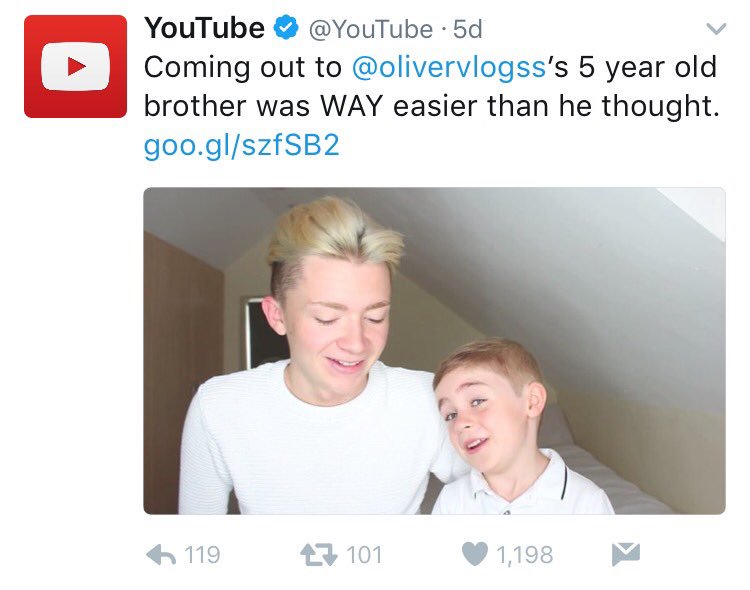 YouTube @YouTube · 5d
Coming out to @olivervlogss's 5 year old
brother was WAY easier than he thought.
goo.gl/szfSB2
119 101 1,198